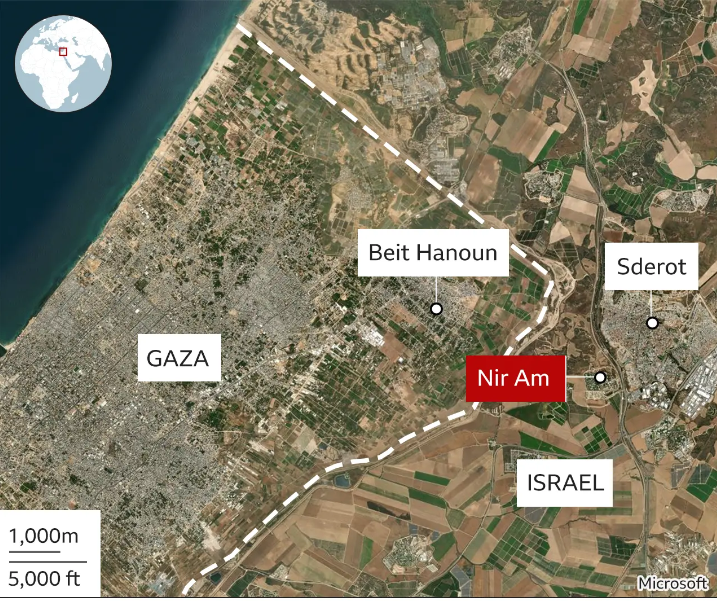 Beit Hanoun
Sderot
GAZA
Nir Am
ISRAEL
1,000m
5,000 ft
Microsoft